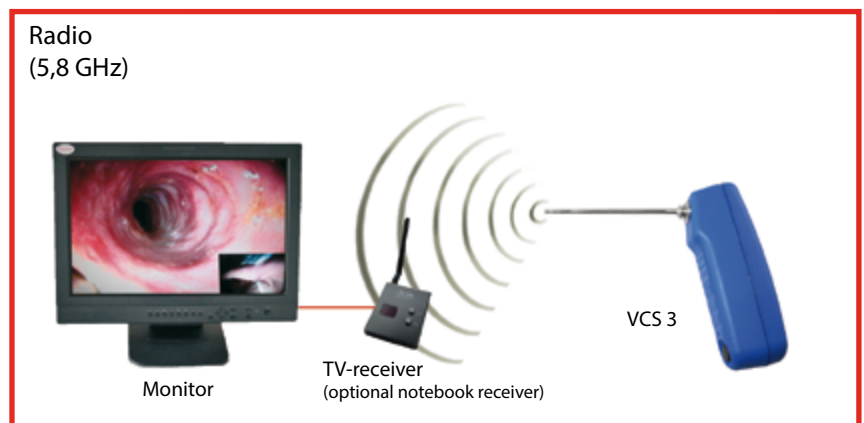 Radio
(5,8 GHz)
VCS 3
TV-receiver
(optional notebook receiver)
Monitor